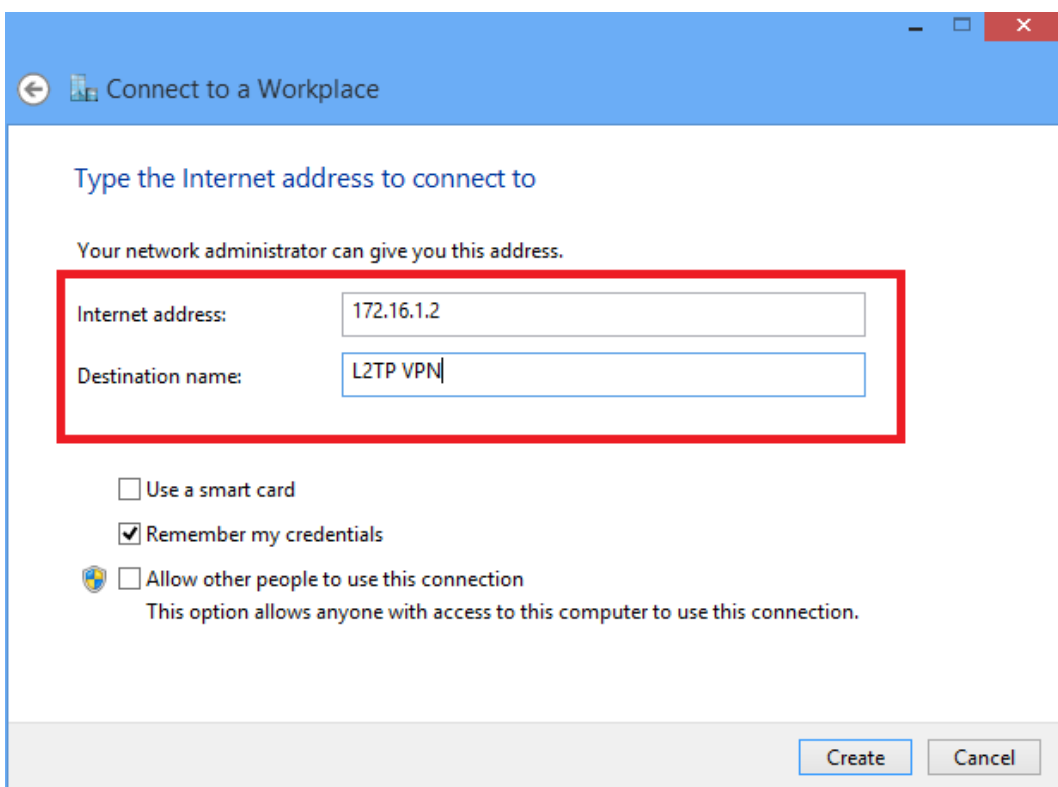 Connect to a Workplace
Type the Internet address to connect to
Your network administrator can give you this address.
Internet address: 172.16.1.2
Destination name: L2TP VPN
Use a smart card
Remember my credentials
Allow other people to use this connection
This option allows anyone with access to this computer to use this connection.
Create Cancel